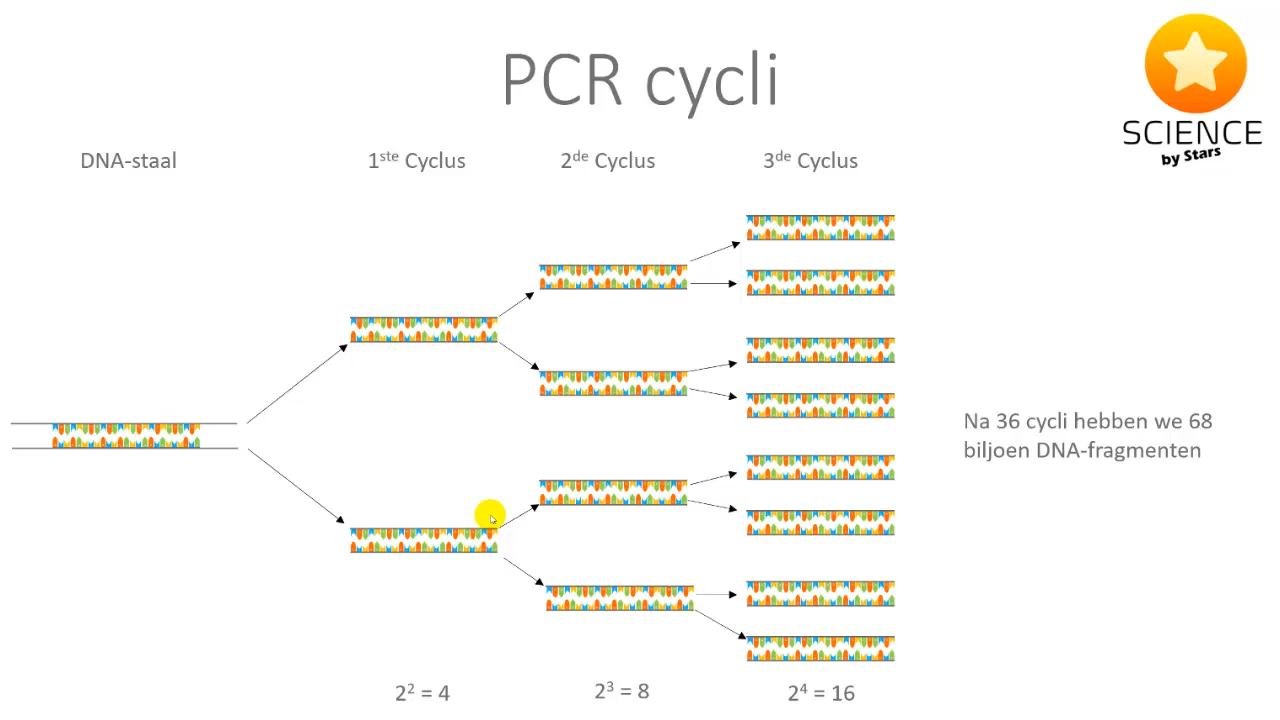 PCR cycli
SCIENCE
by Stars
DNA-staal
1ste Cyclus
2de Cyclus
3de Cyclus
Na 36 cycli hebben we 68
biljoen DNA-fragmenten
2² = 4
2³ = 8
2⁴ = 16